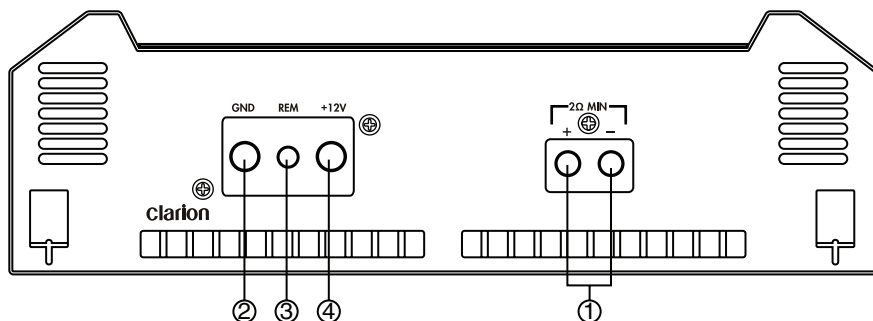 GND REM +12V
2Ω MIN
+ −
clarion
② ③ ④ ①